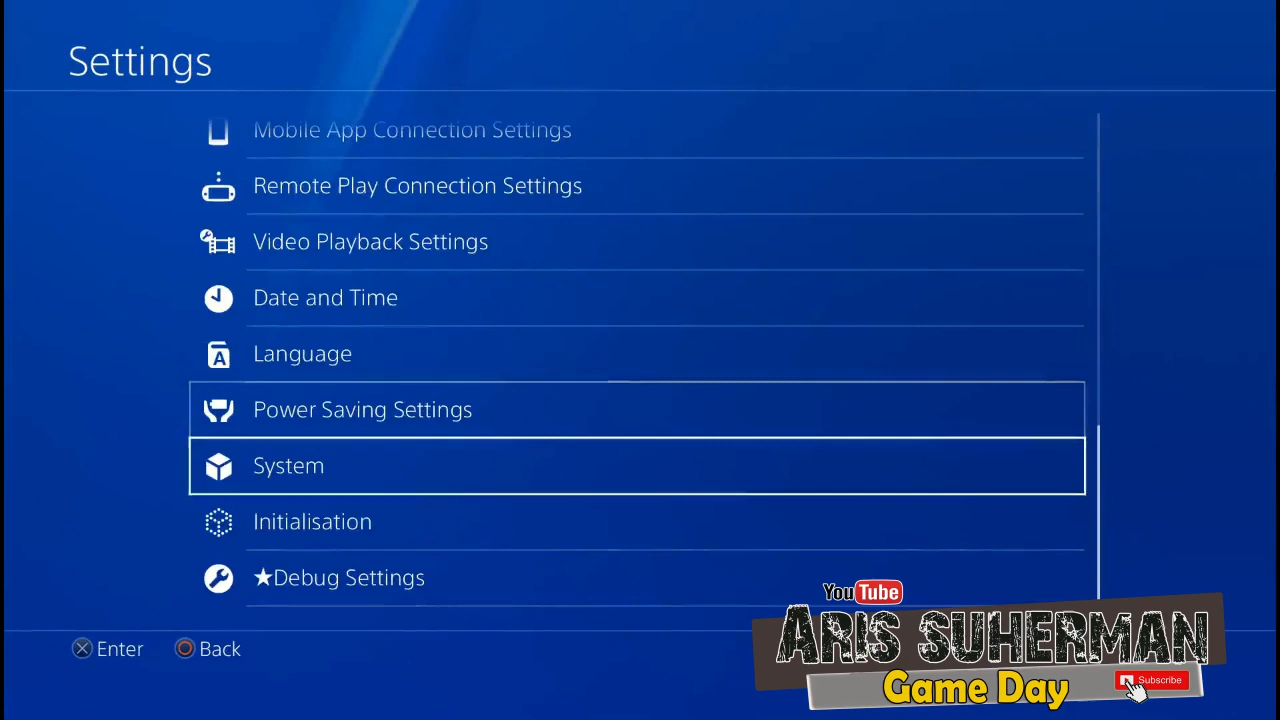 Settings
Mobile App Connection Settings
Remote Play Connection Settings
Video Playback Settings
Date and Time
Language
Power Saving Settings
System
Initialisation
★Debug Settings
Enter
Back
YouTube
ARIS SUHERMAN
Game Day
Subscribe